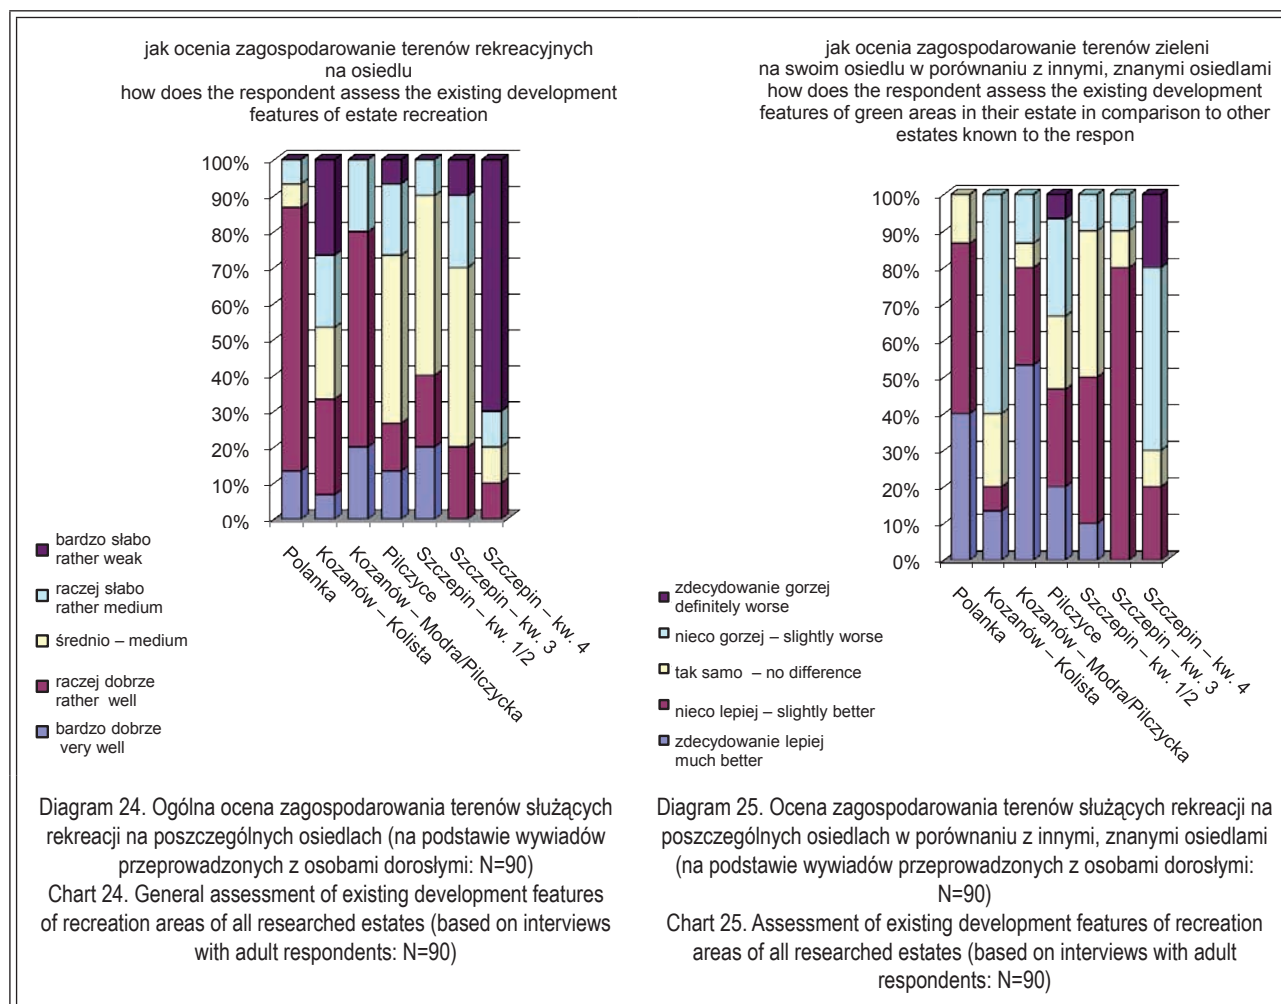 jak ocenia zagospodarowanie terenów rekreacyjnych
na osiedlu
how does the respondent assess the existing development
features of estate recreation
100%
90%
80%
70%
60%
50%
40%
30%
20%
10%
0%
Polanka
Kozanów – Kolista
Kozanów – Modra/Pilczycka
Pilczyce
Szczepin – kw. 1/2
Szczepin – kw. 3
Szczepin – kw. 4
bardzo słabo
rather weak
raczej słabo
rather medium
średnio – medium
raczej dobrze
rather well
bardzo dobrze
very well
Diagram 24. Ogólna ocena zagospodarowania terenów służących
rekreacji na poszczególnych osiedlach (na podstawie wywiadów
przeprowadzonych z osobami dorosłymi: N=90)
Chart 24. General assessment of existing development features
of recreation areas of all researched estates (based on interviews
with adult respondents: N=90)
jak ocenia zagospodarowanie terenów zieleni
na swoim osiedlu w porównaniu z innymi, znanymi osiedlami
how does the respondent assess the existing development
features of green areas in their estate in comparison to other
estates known to the respon
100%
90%
80%
70%
60%
50%
40%
30%
20%
10%
0%
Polanka
Kozanów – Kolista
Kozanów – Modra/Pilczycka
Pilczyce
Szczepin – kw. 1/2
Szczepin – kw. 3
Szczepin – kw. 4
zdecydowanie gorzej
definitely worse
nieco gorzej – slightly worse
tak samo – no difference
nieco lepiej – slightly better
zdecydowanie lepiej
much better
Diagram 25. Ocena zagospodarowania terenów służących rekreacji na
poszczególnych osiedlach w porównaniu z innymi, znanymi osiedlami
(na podstawie wywiadów przeprowadzonych z osobami dorosłymi:
N=90)
Chart 25. Assessment of existing development features of recreation
areas of all researched estates (based on interviews with adult
respondents: N=90)